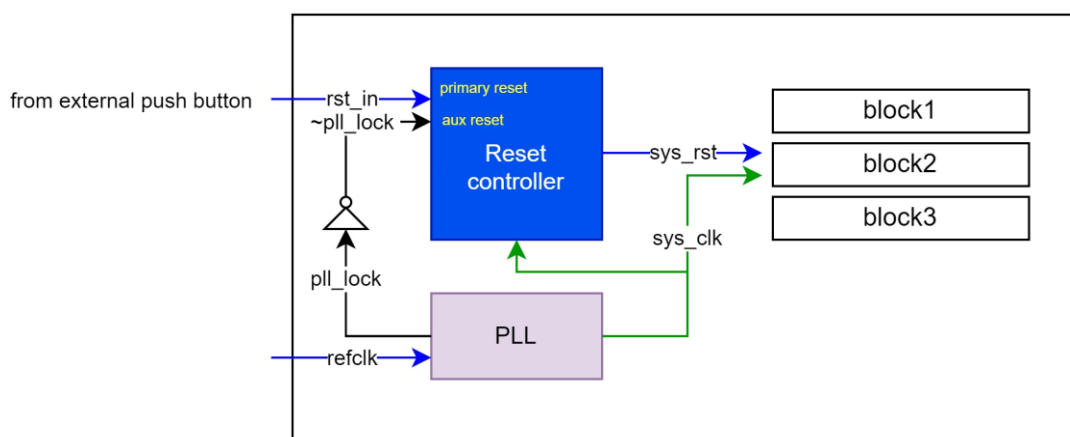 from external push button
rst_in
~pll_lock
primary reset
aux reset
Reset
controller
sys_rst
block1
block2
block3
sys_clk
pll_lock
PLL
refclk